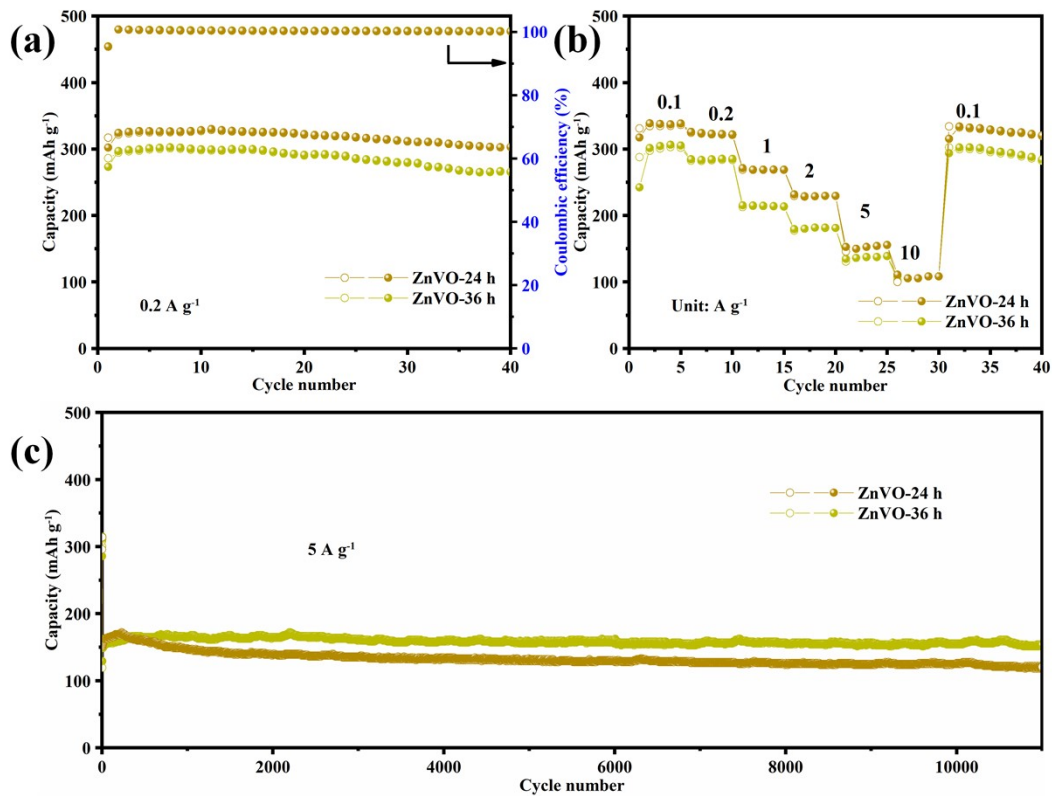 (a)
500
400
300
200
100
0
Capacity (mAh g⁻¹)
100
80
60
40
20
0
Coulombic efficiency (%)
ZnVO-24 h
ZnVO-36 h
0.2 A g⁻¹
0 10 20 30 40
Cycle number
(b)
500
400
300
200
100
0
Capacity (mAh g⁻¹)
0.1
0.2
1
2
5
10
0.1
ZnVO-24 h
ZnVO-36 h
Unit: A g⁻¹
0 5 10 15 20 25 30 35 40
Cycle number
(c)
500
400
300
200
100
0
Capacity (mAh g⁻¹)
ZnVO-24 h
ZnVO-36 h
5 A g⁻¹
0 2000 4000 6000 8000 10000
Cycle number